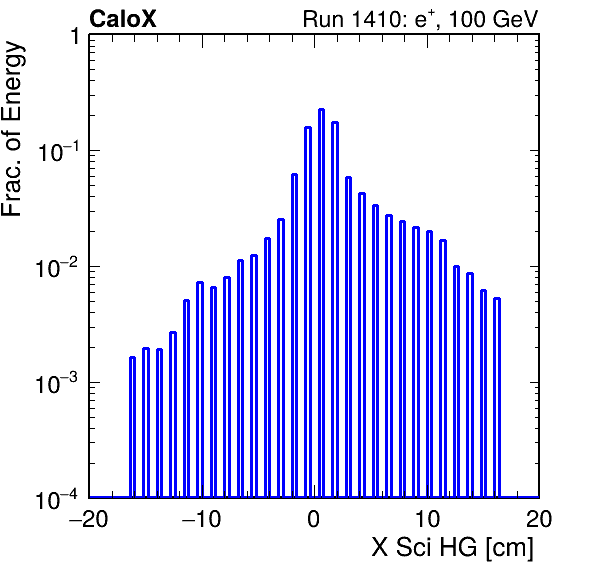 CaloX Run 1410: e⁺, 100 GeV
Frac. of Energy
1
10⁻¹
10⁻²
10⁻³
10⁻⁴
−20 −10 0 10 20
X Sci HG [cm]